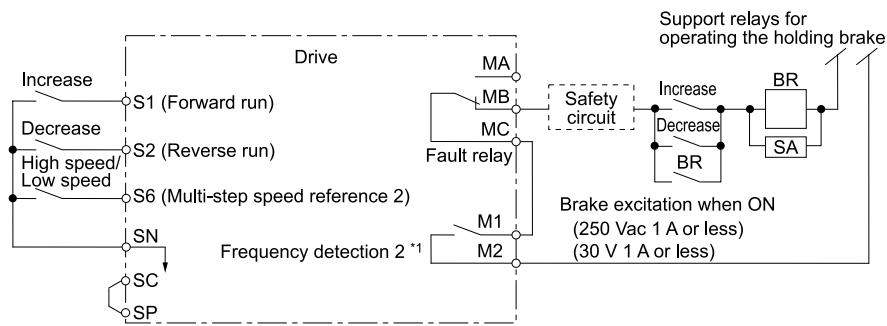 Support relays for
operating the holding brake
Drive
MA
Increase
S1 (Forward run)
MB
Safety
circuit
Increase
BR
Decrease
S2 (Reverse run)
MC
Fault relay
Decrease
SA
High speed/
Low speed
S6 (Multi-step speed reference 2)
BR
SN
M1
Brake excitation when ON
(250 Vac 1 A or less)
(30 V 1 A or less)
Frequency detection 2 *1
M2
SC
SP